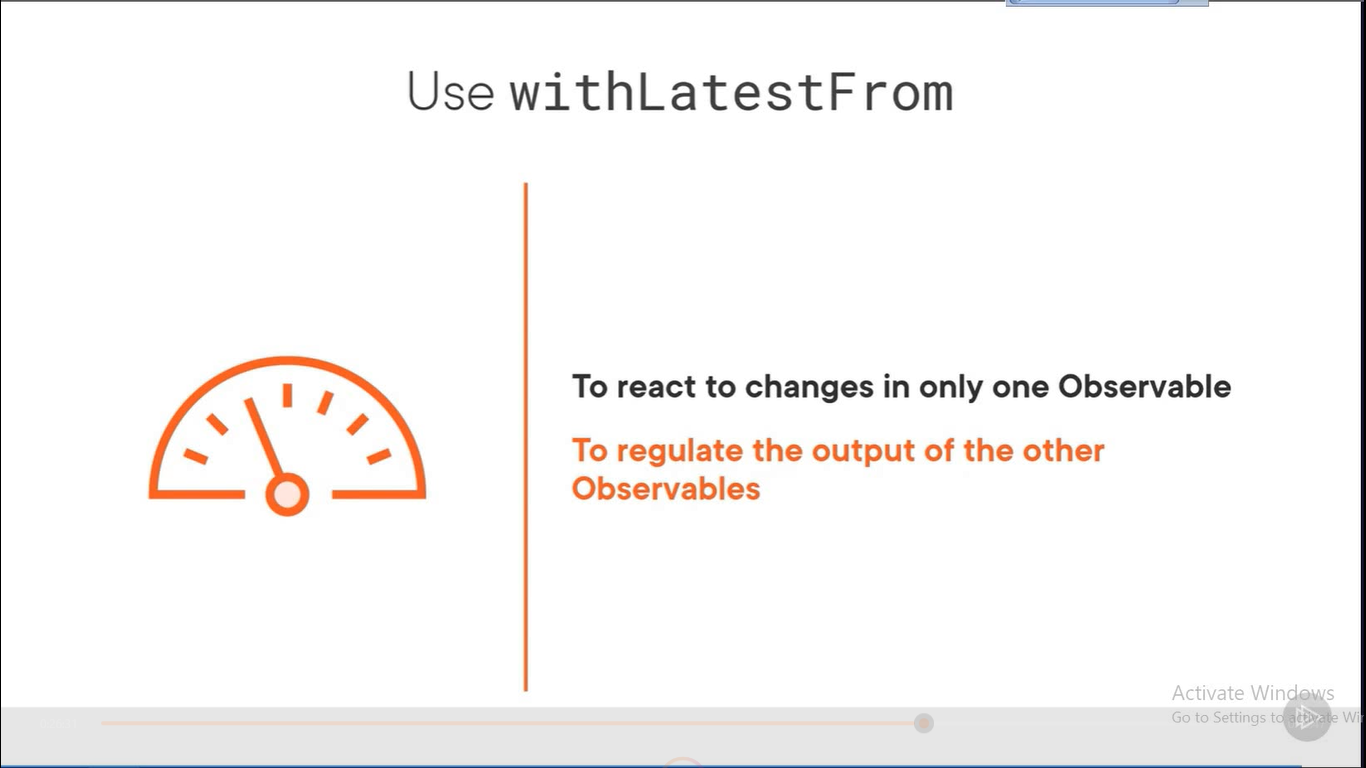 Use withLatestFrom
To react to changes in only one Observable
To regulate the output of the other
Observables
Activate Windows
Go to Settings to activate Wi